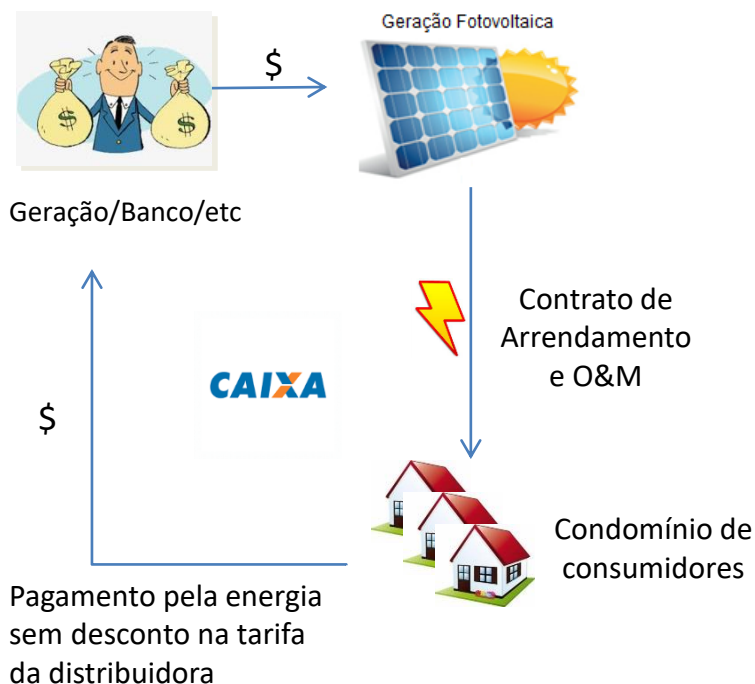 Geração Fotovoltaica
$
$
$
Geração/Banco/etc
Contrato de
Arrendamento
e O&M
CAIXA
$
Condomínio de
consumidores
Pagamento pela energia
sem desconto na tarifa
da distribuidora